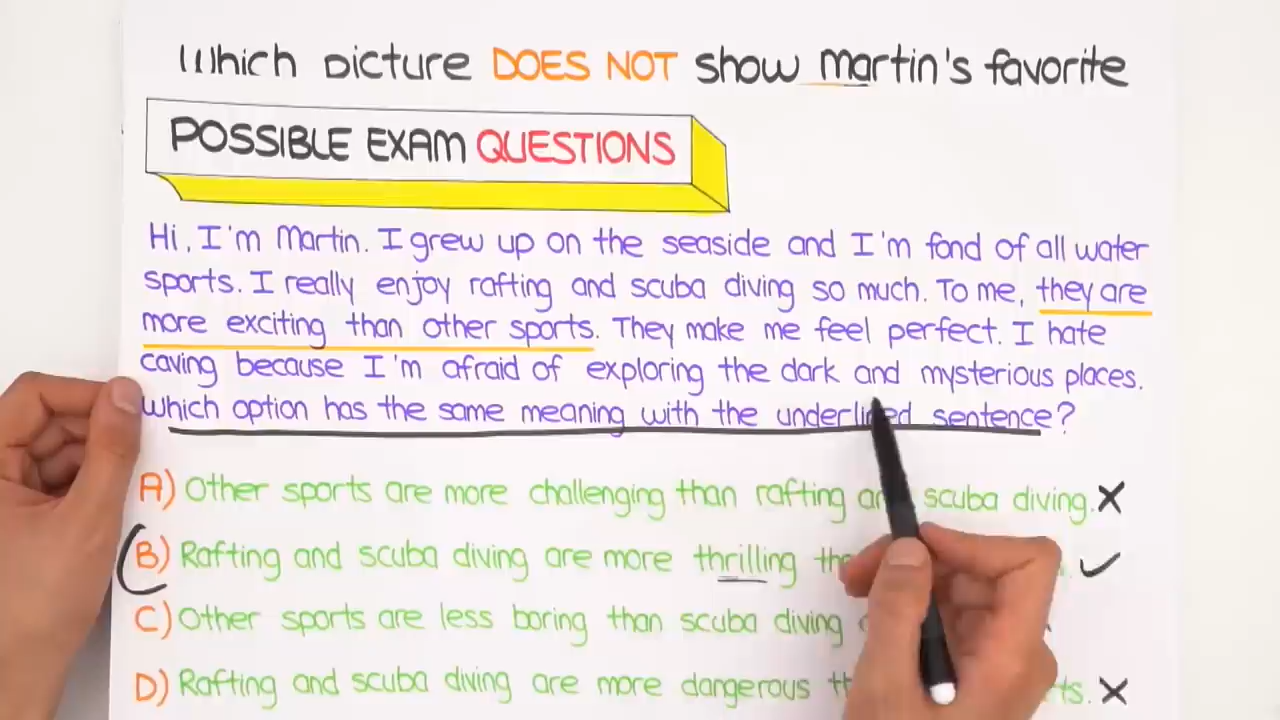 Which picture DOES NOT show martin's favorite
POSSIBLE EXAM QUESTIONS
Hi, I'm Martin. I grew up on the seaside and I'm fond of all water
sports. I really enjoy rafting and scuba diving so much. To me, they are
more exciting than other sports. They make me feel perfect. I hate
caving because I'm afraid of exploring the dark and mysterious places.
Which option has the same meaning with the underlined sentence?
A) Other sports are more challenging than rafting and scuba diving.
B) Rafting and scuba diving are more thrilling
C) Other sports are less boring than scuba diving
D) Rafting and scuba diving are more dangerous